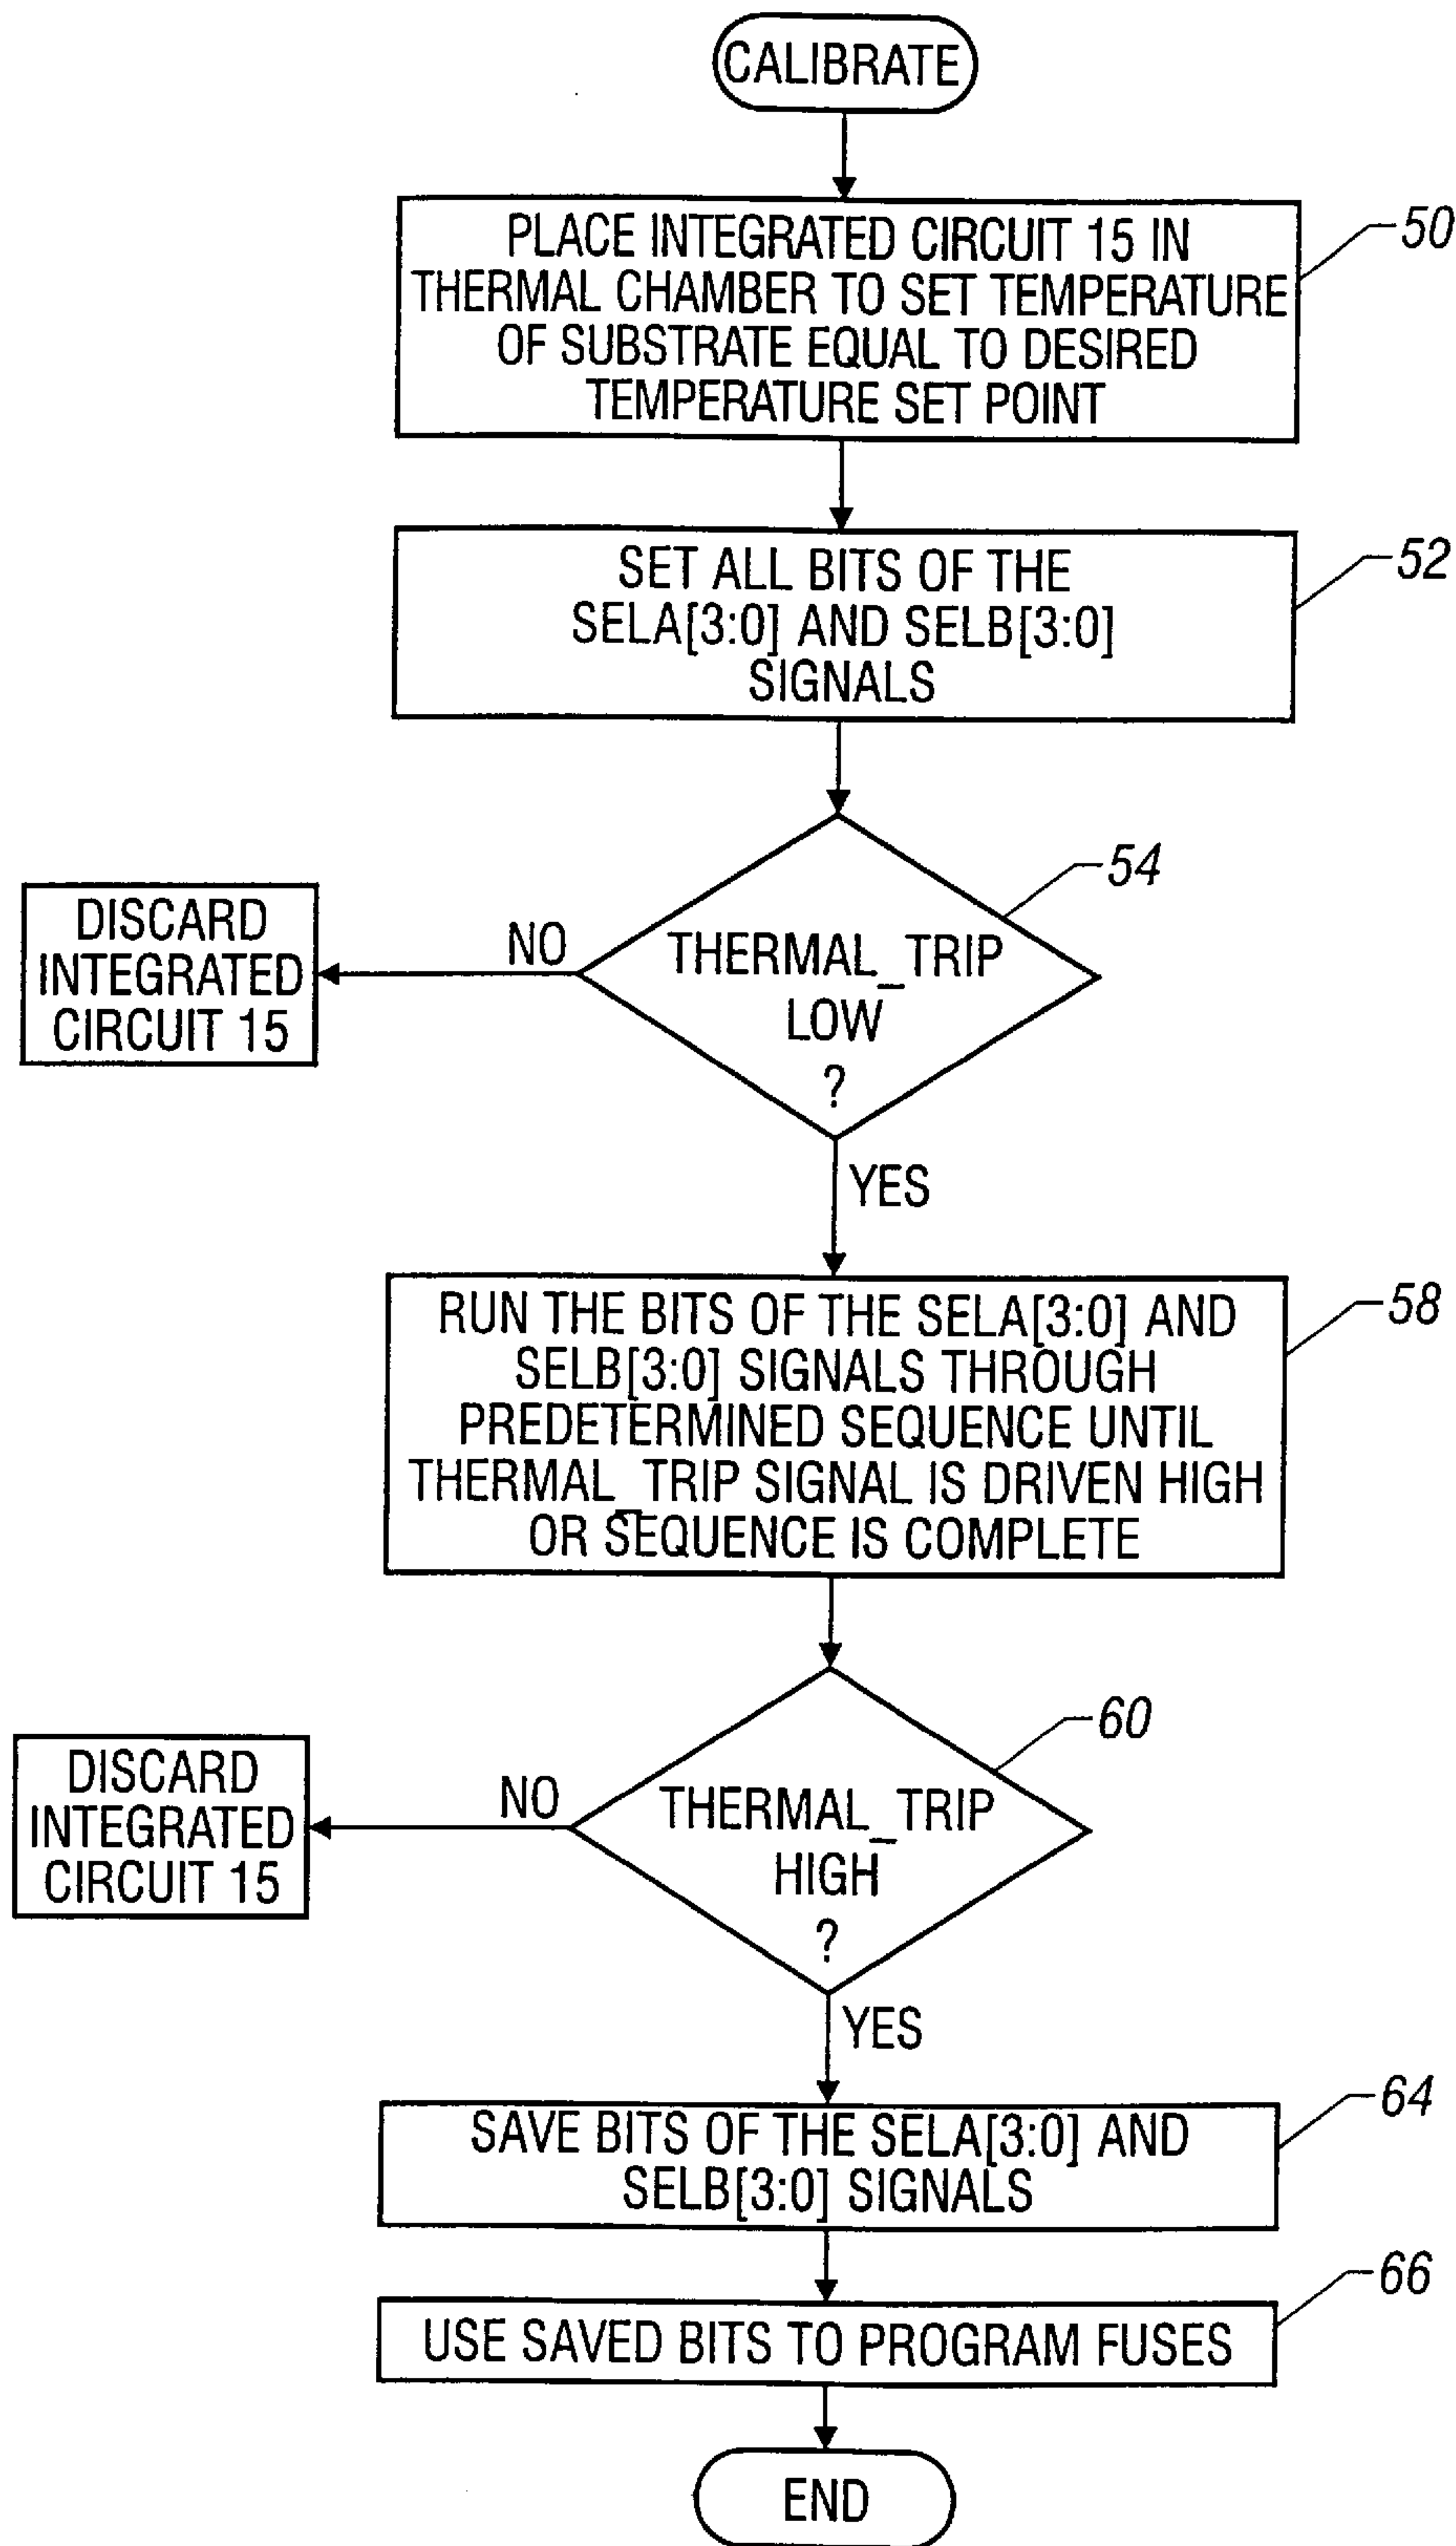 CALIBRATE
PLACE INTEGRATED CIRCUIT 15 IN
THERMAL CHAMBER TO SET TEMPERATURE
OF SUBSTRATE EQUAL TO DESIRED
TEMPERATURE SET POINT
50
SET ALL BITS OF THE
SELA[3:0] AND SELB[3:0]
SIGNALS
52
THERMAL_TRIP
LOW
?
54
NO
DISCARD
INTEGRATED
CIRCUIT 15
YES
RUN THE BITS OF THE SELA[3:0] AND
SELB[3:0] SIGNALS THROUGH
PREDETERMINED SEQUENCE UNTIL
THERMAL_TRIP SIGNAL IS DRIVEN HIGH
OR SEQUENCE IS COMPLETE
58
THERMAL_TRIP
HIGH
?
60
NO
DISCARD
INTEGRATED
CIRCUIT 15
YES
SAVE BITS OF THE SELA[3:0] AND
SELB[3:0] SIGNALS
64
USE SAVED BITS TO PROGRAM FUSES
66
END